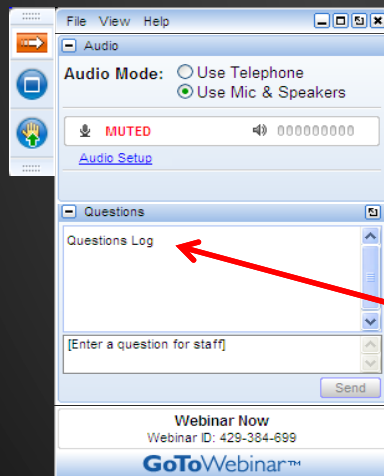 File View Help
Audio
Audio Mode: Use Telephone
Use Mic & Speakers
MUTED 000000000
Audio Setup
Questions
Questions Log
[Enter a question for staff]
Send
Webinar Now
Webinar ID: 429-384-699
GoToWebinar™